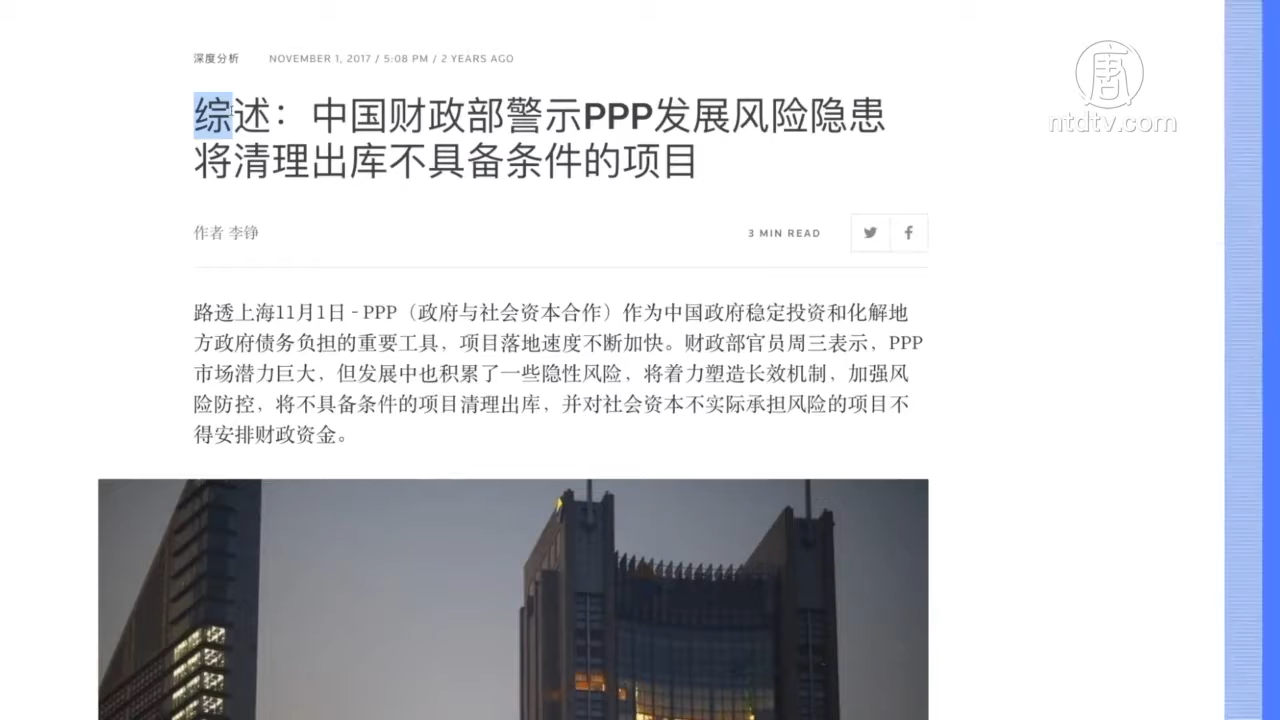 深度分析 NOVEMBER 1, 2017 / 5:08 PM / 2 YEARS AGO
唐
ntdtv.com
综述：中国财政部警示PPP发展风险隐患
将清理出库不具备条件的项目
作者 李铮
3 MIN READ
路透上海11月1日 - PPP（政府与社会资本合作）作为中国政府稳定投资和化解地
方政府债务负担的重要工具，项目落地速度不断加快。财政部官员周三表示，PPP
市场潜力巨大，但发展中也积累了一些隐性风险，将着力塑造长效机制，加强风
险防控，将不具备条件的项目清理出库，并对社会资本不实际承担风险的项目不
得安排财政资金。